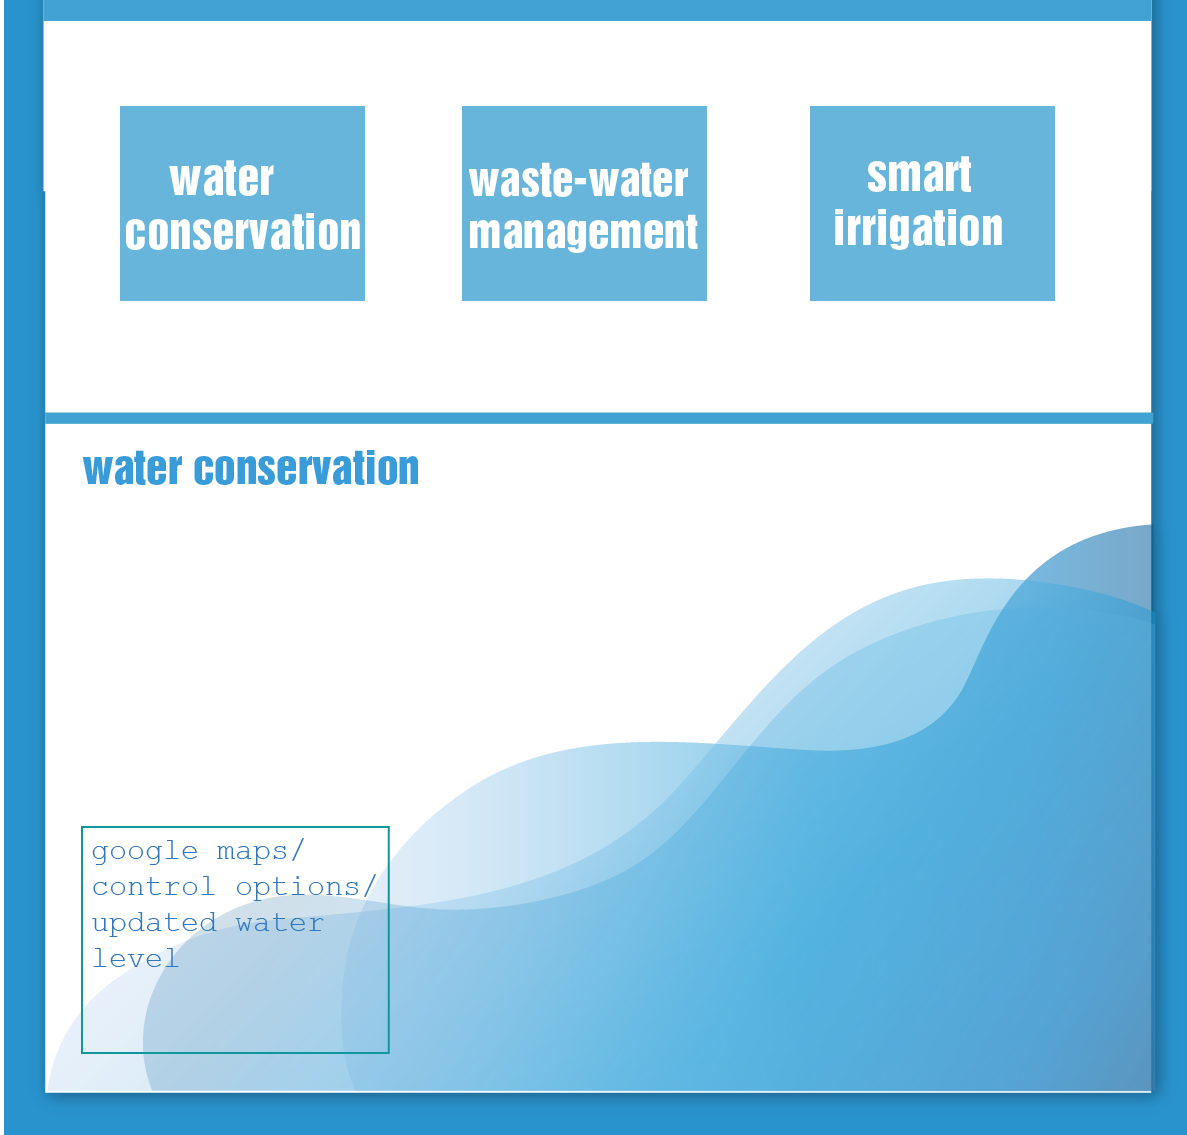 water
conservation
waste-water
management
smart
irrigation
water conservation
google maps/
control options/
updated water
level